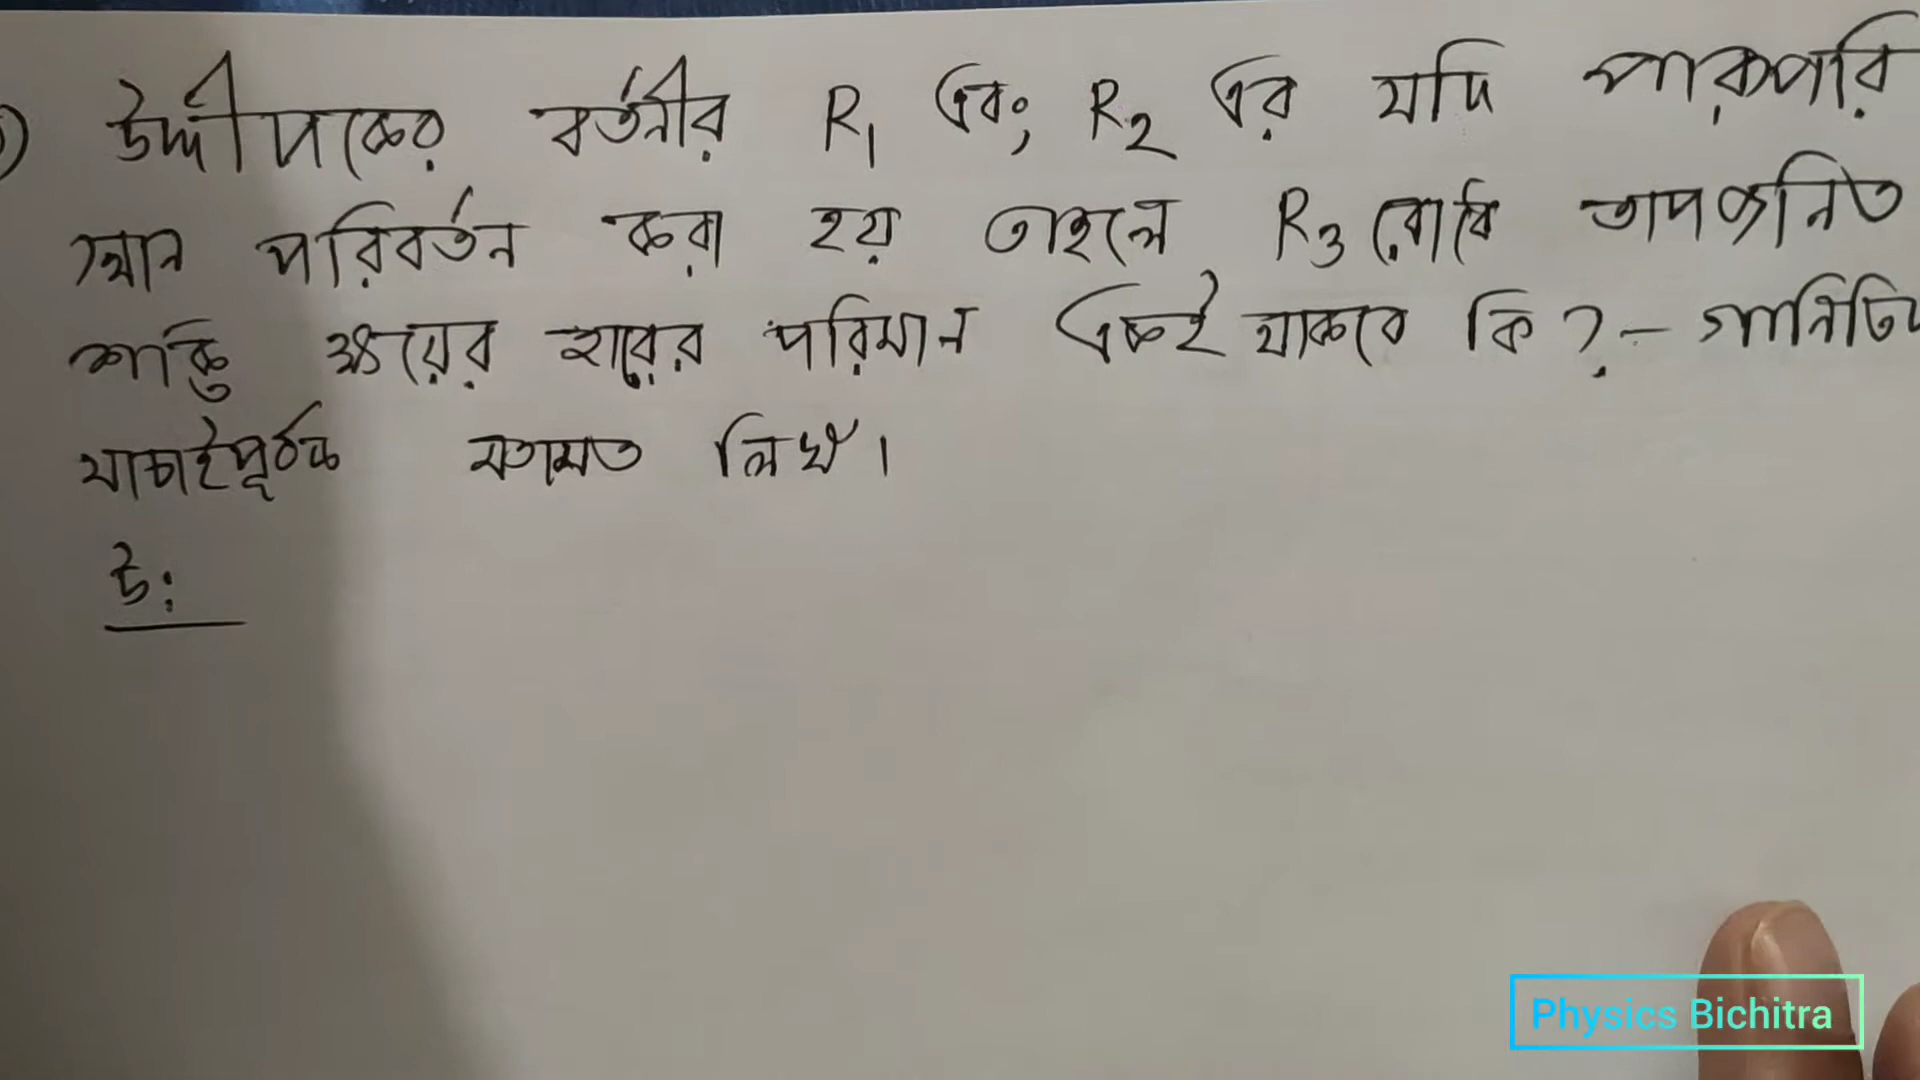 উদ্দীপকের বর্তনীর R₁ এবং R₂ এর যদি পারস্পরি
স্থান পরিবর্তন করা হয় তাহলে R₃ রোধে তাপজনিত
শক্তি ক্ষয়ের হারের পরিমান একই থাকবে কি? - গানিতিক
যাচাইপূর্বক মতামত লিখ।
উ:
Physics Bichitra